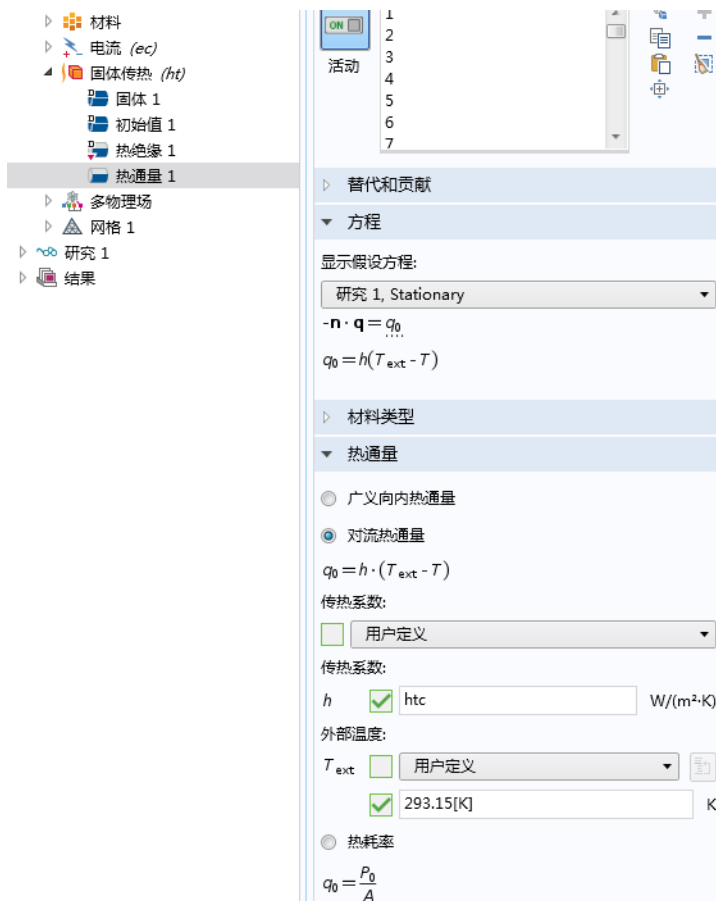 材料
电流 (ec)
固体传热 (ht)
固体 1
初始值 1
热绝缘 1
热通量 1
多物理场
网格 1
研究 1
结果
ON
活动
1
2
3
4
5
6
7
替代和贡献
方程
显示假设方程:
研究 1, Stationary
-n · q = q₀
q₀ = h(T_ext - T)
材料类型
热通量
广义向内热通量
对流热通量
q₀ = h · (T_ext - T)
传热系数:
用户定义
传热系数:
h htc W/(m²·K)
外部温度:
T_ext 用户定义
293.15[K] K
热耗率
q₀ = P₀/A